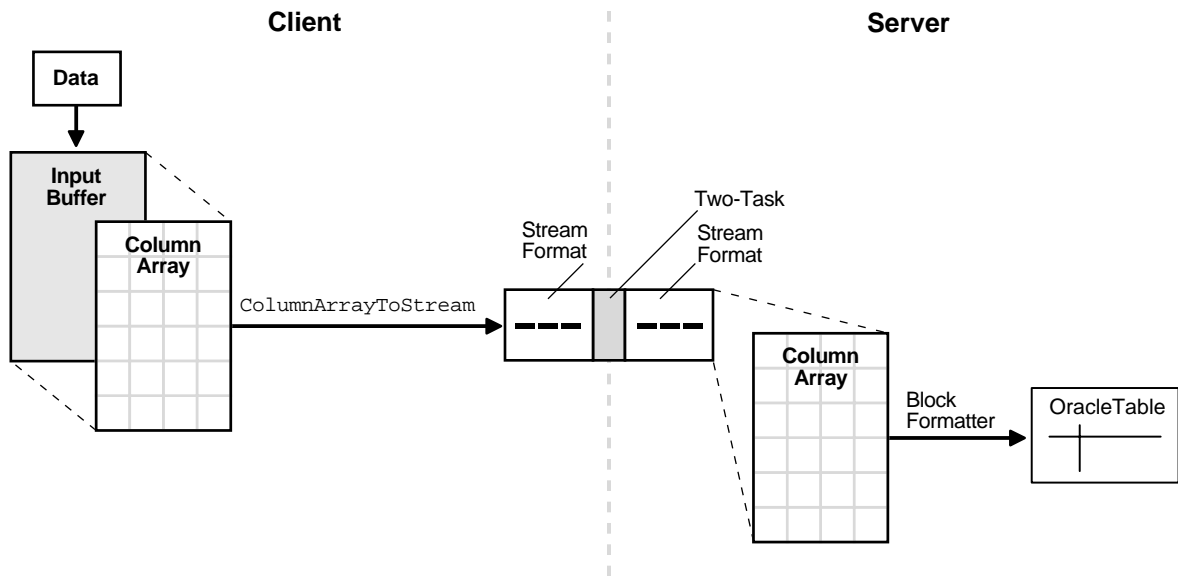 Client
Server
Data
Input
Buffer
Column
Array
ColumnArrayToStream
Stream
Format
Two-Task
Stream
Format
Column
Array
Block
Formatter
OracleTable